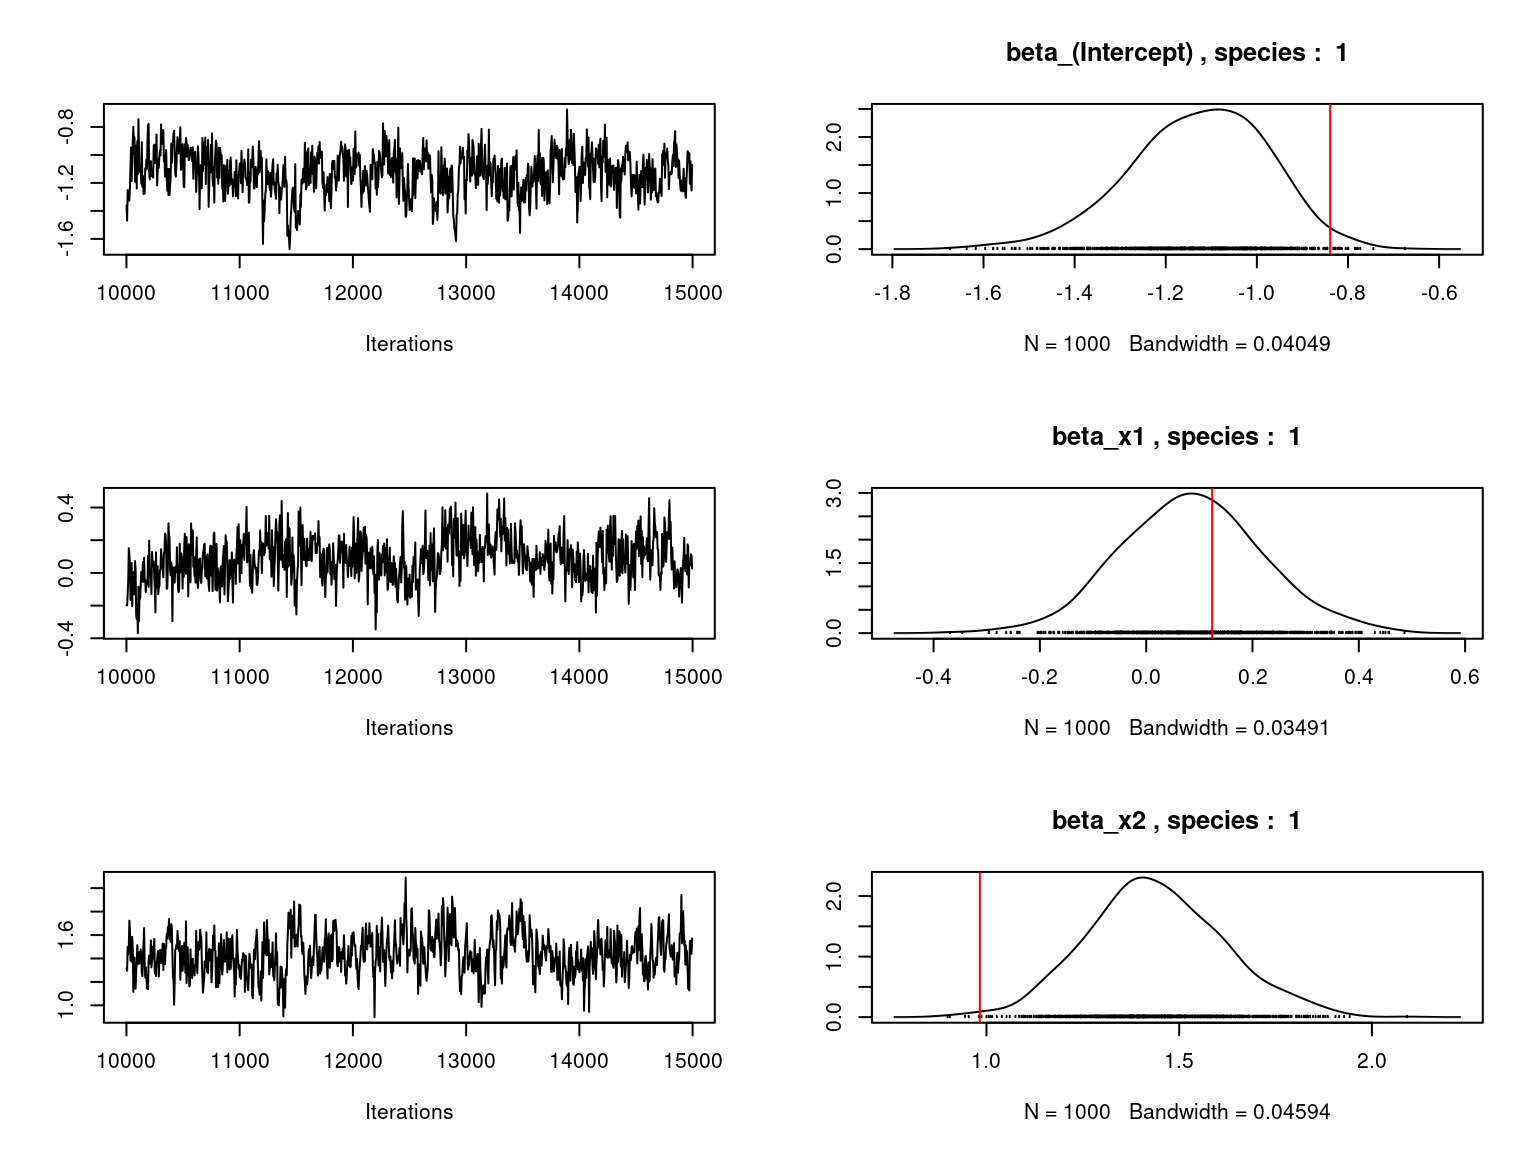 beta_(Intercept) , species :  1
-1.6 -1.2 -0.8
10000 11000 12000 13000 14000 15000
Iterations
0.0 1.0 2.0
-1.8 -1.6 -1.4 -1.2 -1.0 -0.8 -0.6
N = 1000   Bandwidth = 0.04049
beta_x1 , species :  1
-0.4 0.0 0.4
10000 11000 12000 13000 14000 15000
Iterations
0.0 1.5 3.0
-0.4 -0.2 0.0 0.2 0.4 0.6
N = 1000   Bandwidth = 0.03491
beta_x2 , species :  1
1.0 1.6
10000 11000 12000 13000 14000 15000
Iterations
0.0 1.0 2.0
1.0 1.5 2.0
N = 1000   Bandwidth = 0.04594